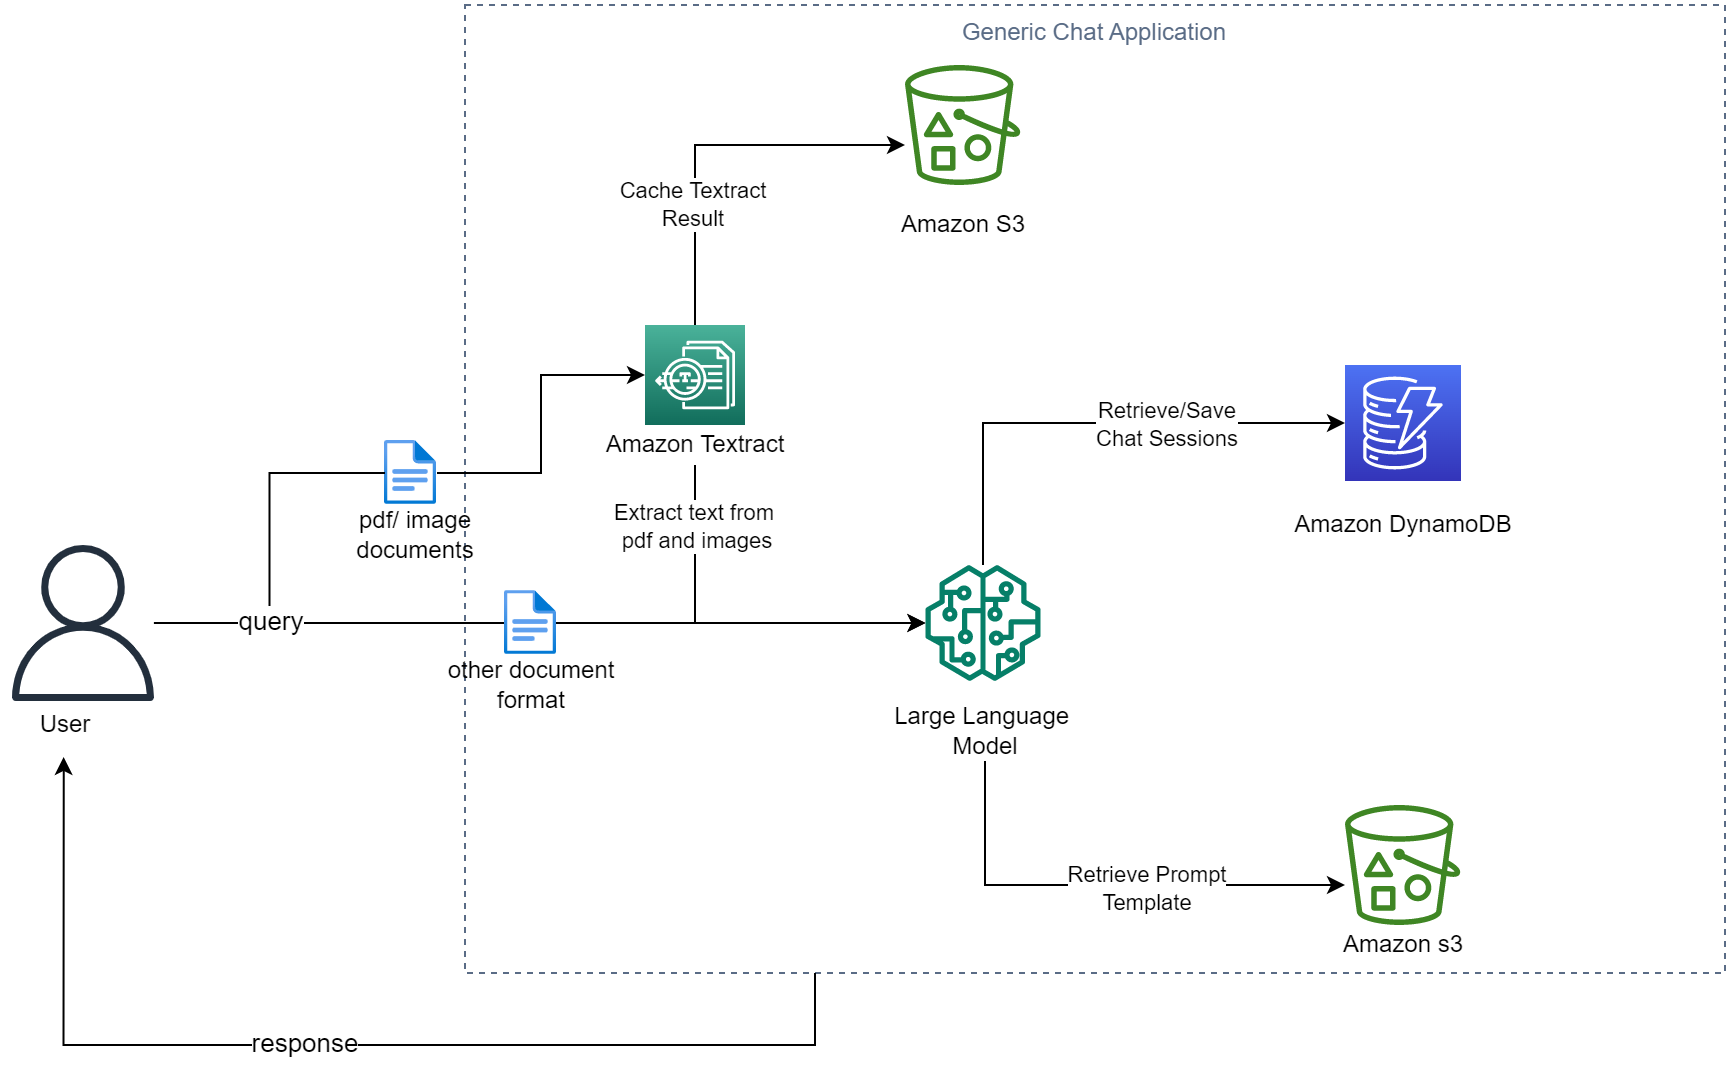 Generic Chat Application
Cache Textract
Result
Amazon S3
Amazon Textract
Retrieve/Save
Chat Sessions
Extract text from
pdf and images
pdf/ image
documents
Amazon DynamoDB
query
other document
format
User
Large Language
Model
Retrieve Prompt
Template
Amazon s3
response